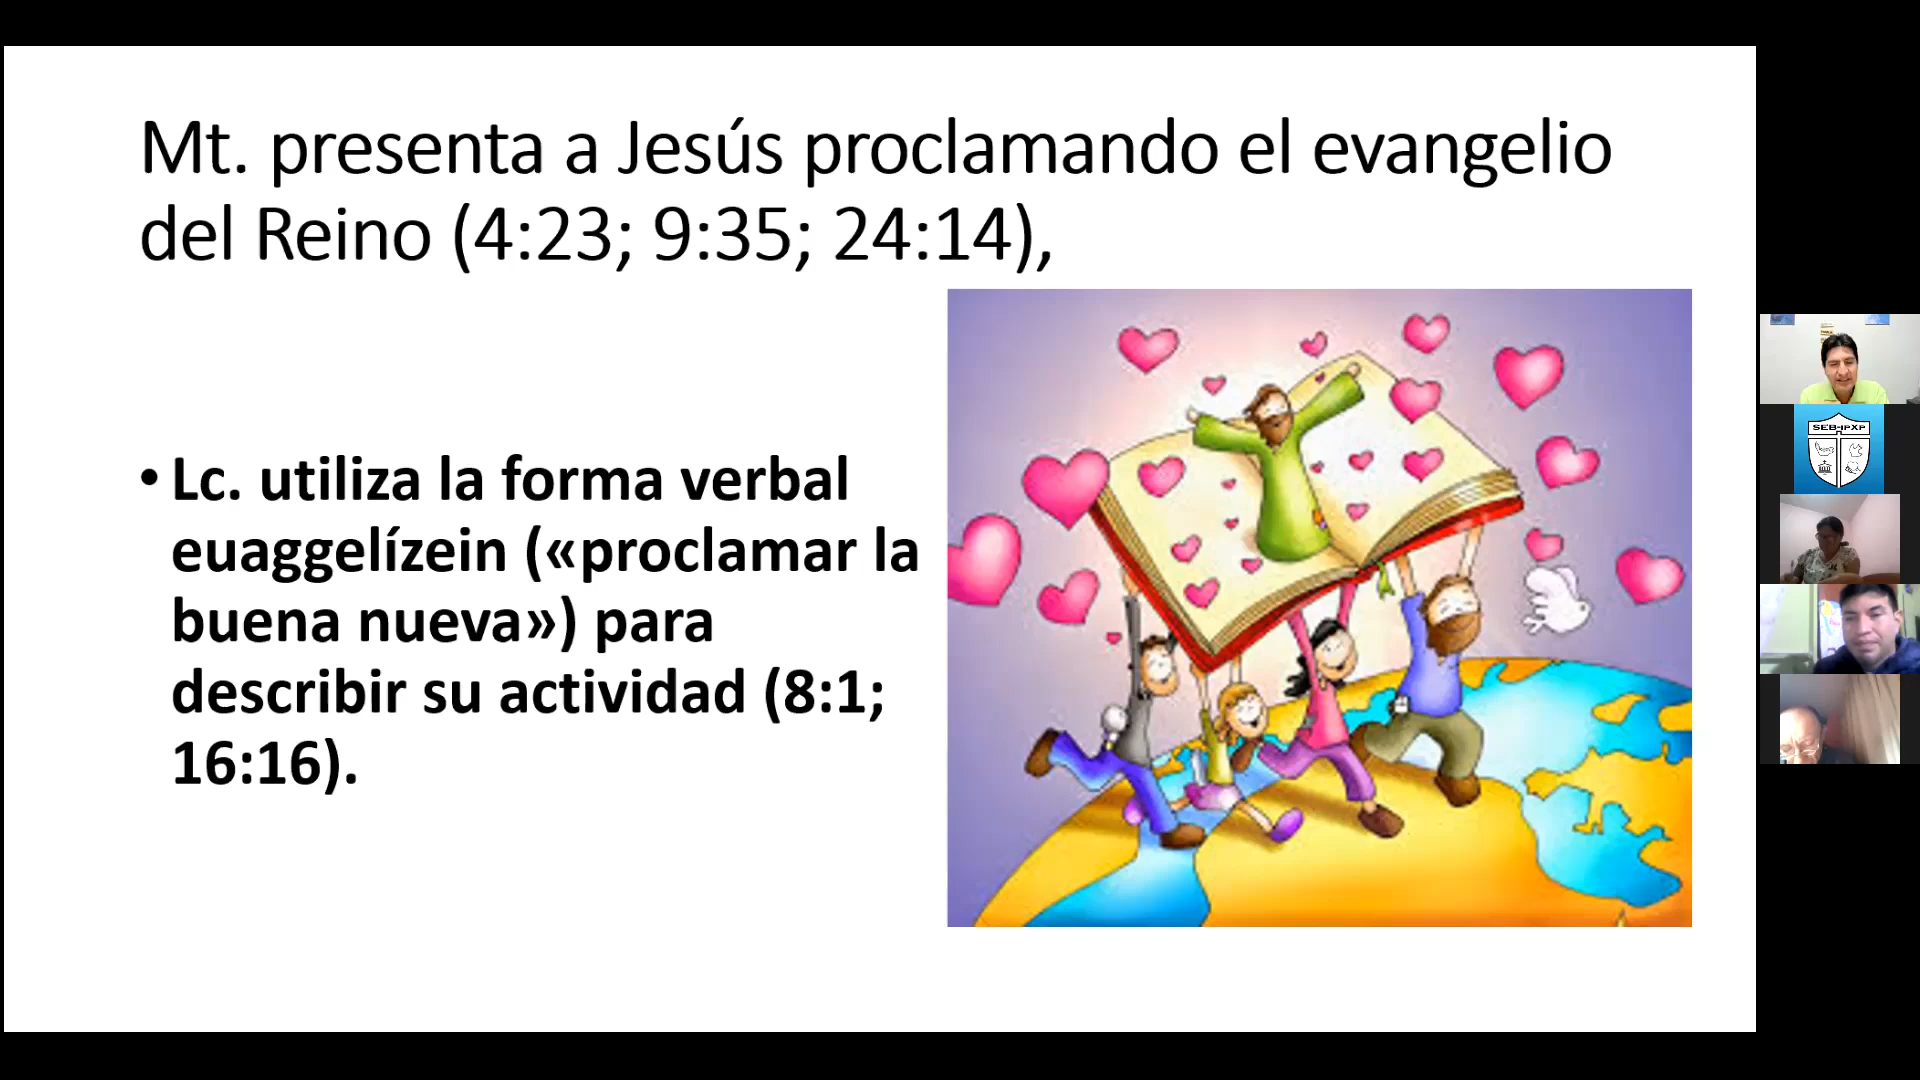 Mt. presenta a Jesús proclamando el evangelio
del Reino (4:23; 9:35; 24:14),
• Lc. utiliza la forma verbal
euaggelízein («proclamar la
buena nueva») para
describir su actividad (8:1;
16:16).
SEB-IPXP